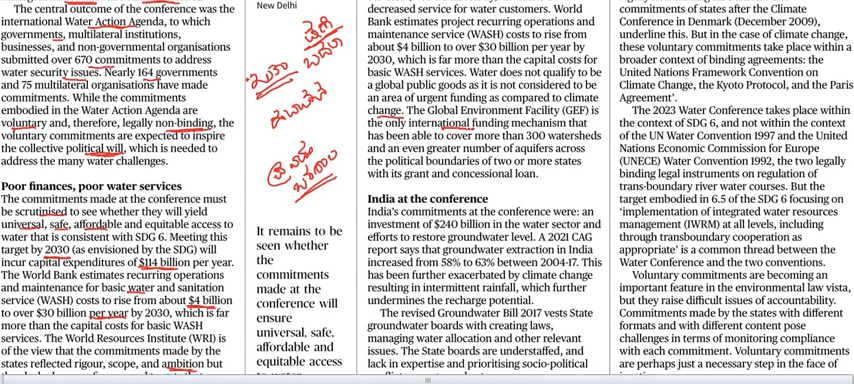 The central outcome of the conference was the
international Water Action Agenda, to which
governments, multilateral institutions,
businesses, and non-governmental organisations
submitted over 670 commitments to address
water security issues. Nearly 164 governments
and 75 multilateral organisations have made
commitments. While the commitments
embodied in the Water Action Agenda are
voluntary and, therefore, legally non-binding, the
voluntary commitments are expected to inspire
the collective political will, which is needed to
address the many water challenges.
Poor finances, poor water services
The commitments made at the conference must
be scrutinised to see whether they will yield
universal, safe, affordable and equitable access to
water that is consistent with SDG 6. Meeting this
target by 2030 (as envisioned by the SDG) will
incur capital expenditures of $114 billion per year.
The World Bank estimates recurring operations
and maintenance for basic water and sanitation
service (WASH) costs to rise from about $4 billion
to over $30 billion per year by 2030, which is far
more than the capital costs for basic WASH
services. The World Resources Institute (WRI) is
of the view that the commitments made by the
states reflected rigour, scope, and ambition but
New Delhi
2030
It remains to
be seen
whether
the
commitments
made at the
conference will
ensure
universal, safe,
affordable and
equitable access
to water
decreased service for water customers. World
Bank estimates project recurring operations and
maintenance service (WASH) costs to rise from
about $4 billion to over $30 billion per year by
2030, which is far more than the capital costs for
basic WASH services. Water does not qualify to be
a global public goods as it is not considered to be
an area of urgent funding as compared to climate
change. The Global Environment Facility (GEF) is
the only international funding mechanism that
has been able to cover more than 300 watersheds
and an even greater number of aquifers across
the political boundaries of two or more states
with its grant and concessional loan.
India at the conference
India's commitments at the conference were: an
investment of $240 billion in the water sector and
efforts to restore groundwater level. A 2021 CAG
report says that groundwater extraction in India
increased from 58% to 63% between 2004-17. This
has been further exacerbated by climate change
resulting in intermittent rainfall, which further
undermines the recharge potential.
The revised Groundwater Bill 2017 vests State
groundwater boards with creating laws,
managing water allocation and other relevant
issues. The State boards are understaffed, and
lack in expertise and prioritising socio-political
commitments of states after the Climate
Conference in Denmark (December 2009),
underline this. But in the case of climate change,
these voluntary commitments take place within a
broader context of binding agreements: the
United Nations Framework Convention on
Climate Change, the Kyoto Protocol, and the Paris
Agreement'.
The 2023 Water Conference takes place within
the context of SDG 6, and not within the context
of the UN Water Convention 1997 and the United
Nations Economic Commission for Europe
(UNECE) Water Convention 1992, the two legally
binding legal instruments on regulation of
trans-boundary river water courses. But the
target embodied in 6.5 of the SDG 6 focusing on
'implementation of integrated water resources
management (IWRM) at all levels, including
through transboundary cooperation as
appropriate' is a common thread between the
Water Conference and the two conventions.
Voluntary commitments are becoming an
important feature in the environmental law vista,
but they raise difficult issues of accountability.
Commitments made by the states with different
formats and with different content pose
challenges in terms of monitoring compliance
with each commitment. Voluntary commitments
are perhaps just a necessary step in the face of